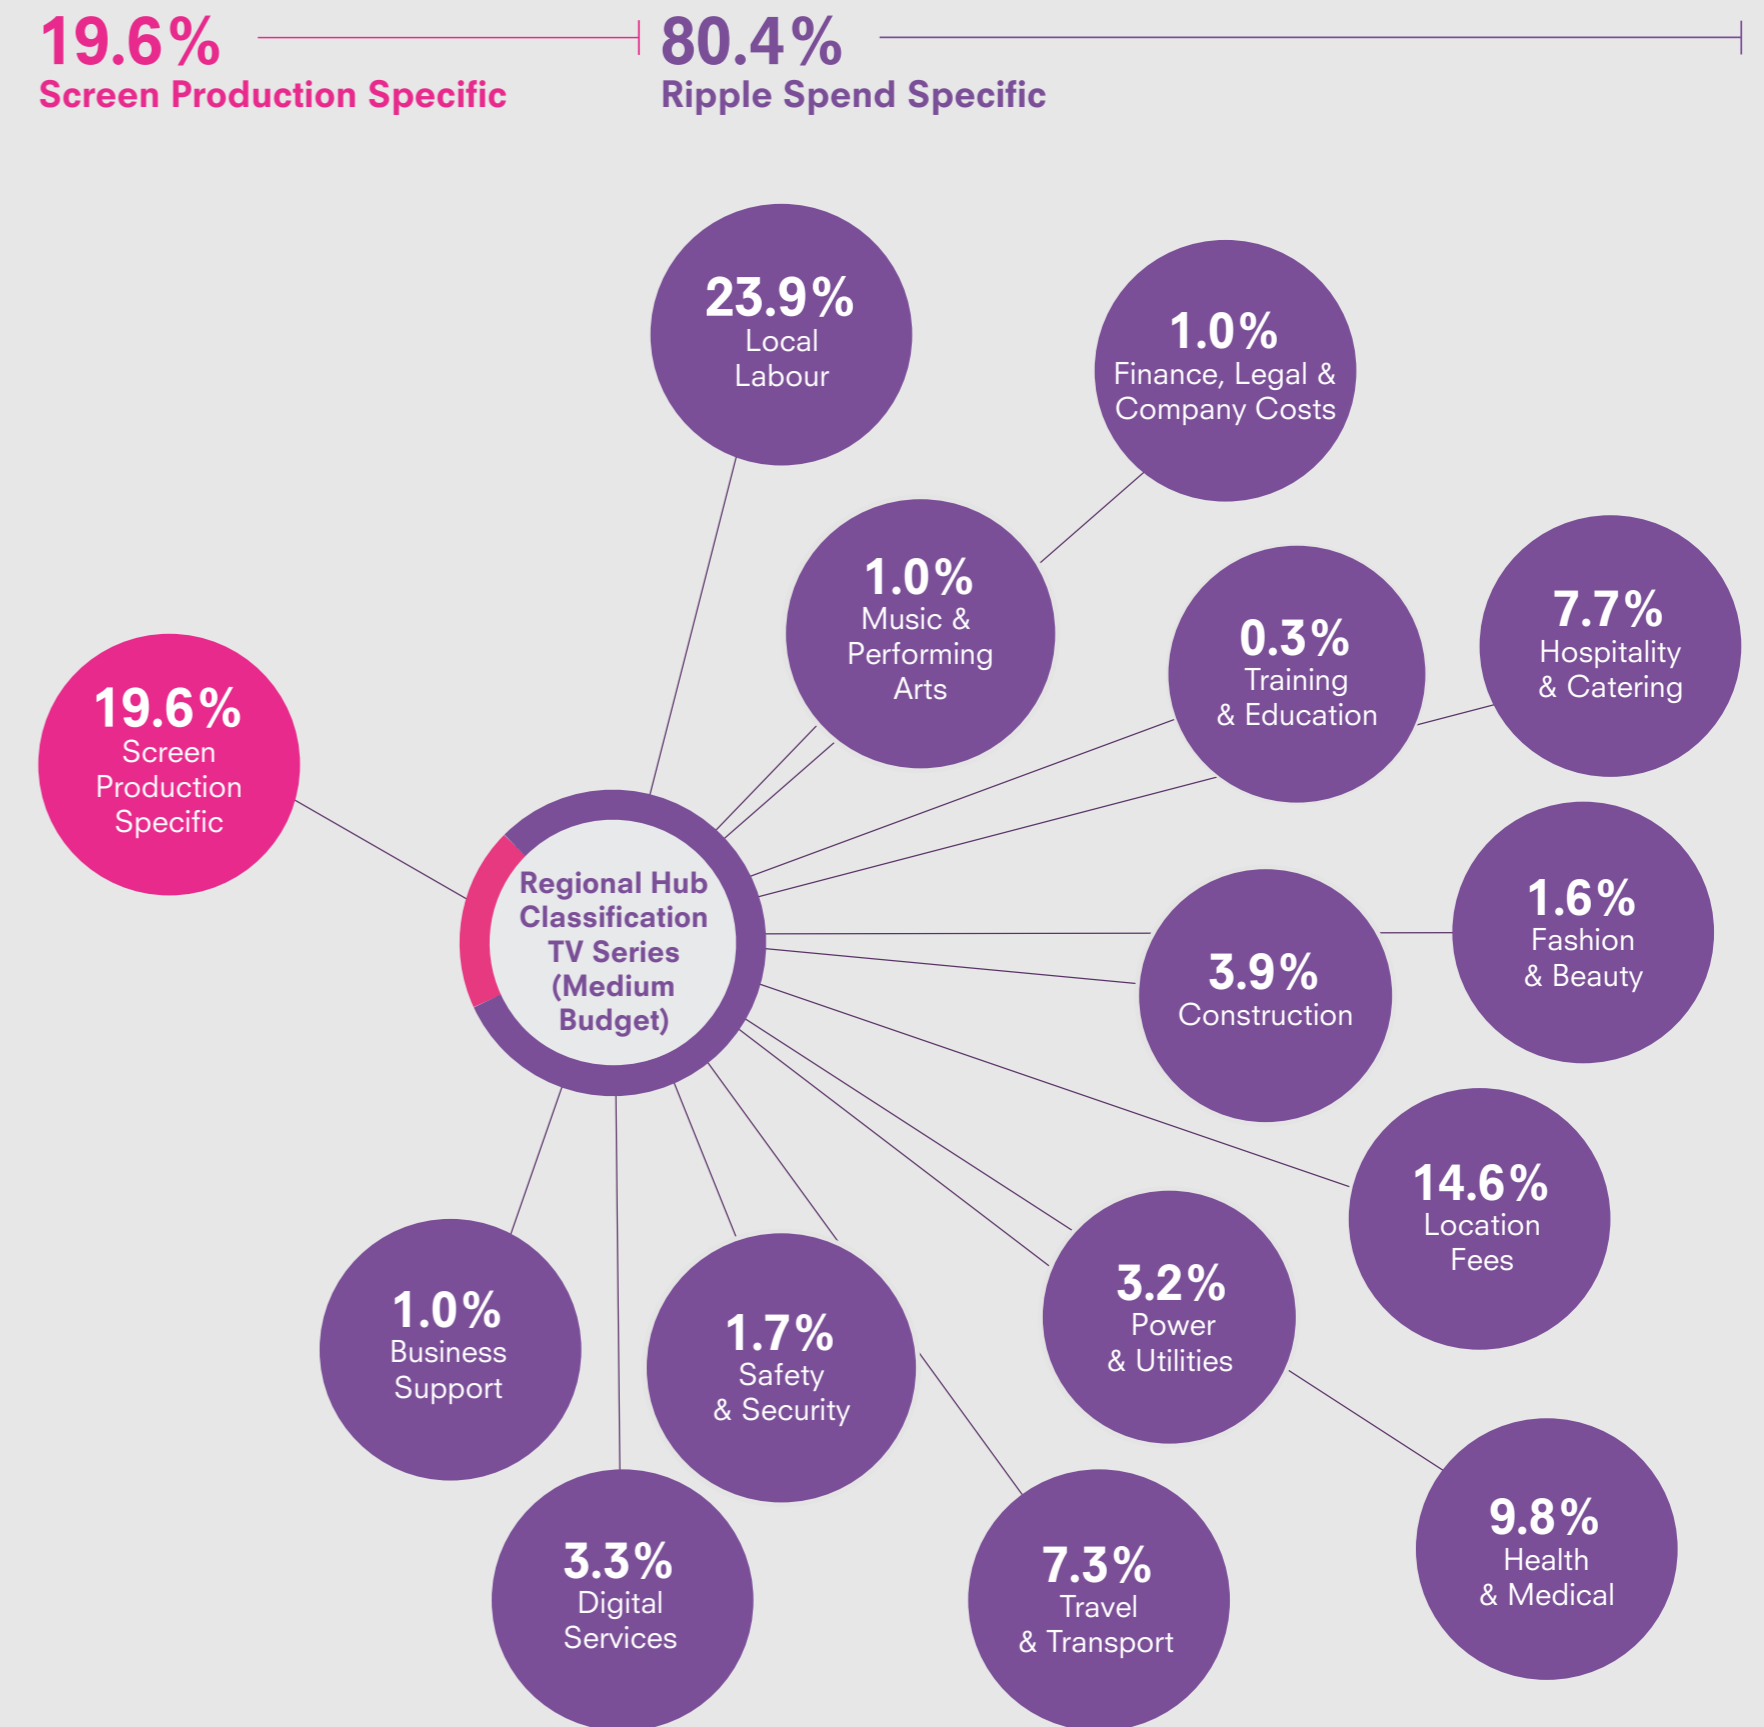 19.6%
Screen Production Specific
80.4%
Ripple Spend Specific
23.9%
Local
Labour
1.0%
Finance, Legal &
Company Costs
1.0%
Music &
Performing
Arts
0.3%
Training
& Education
7.7%
Hospitality
& Catering
19.6%
Screen
Production
Specific
Regional Hub
Classification
TV Series
(Medium
Budget)
3.9%
Construction
1.6%
Fashion
& Beauty
14.6%
Location
Fees
3.2%
Power
& Utilities
1.0%
Business
Support
1.7%
Safety
& Security
3.3%
Digital
Services
7.3%
Travel
& Transport
9.8%
Health
& Medical